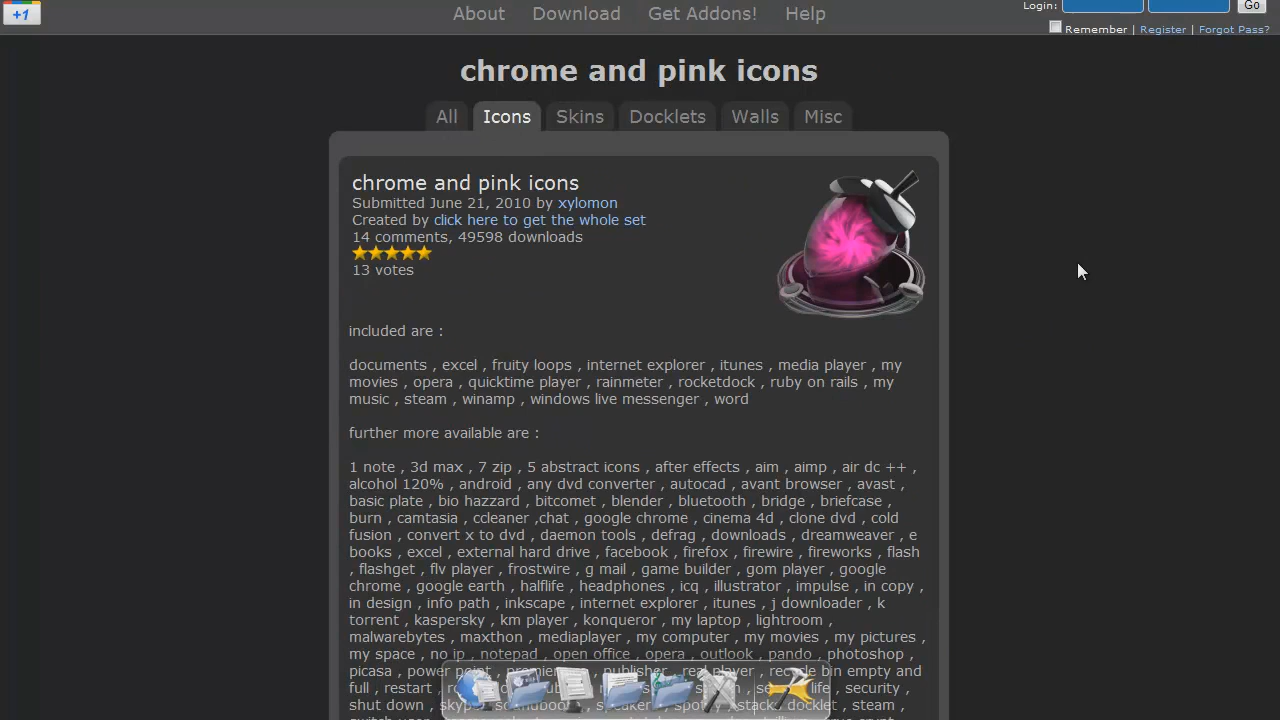 +1
About Download Get Addons! Help
Login: Go
Remember | Register | Forgot Pass?
chrome and pink icons
All Icons Skins Docklets Walls Misc
chrome and pink icons
Submitted June 21, 2010 by xylomon
Created by click here to get the whole set
14 comments, 49598 downloads
13 votes
included are :
documents , excel , fruity loops , internet explorer , itunes , media player , my
movies , opera , quicktime player , rainmeter , rocketdock , ruby on rails , my
music , steam , winamp , windows live messenger , word
further more available are :
1 note , 3d max , 7 zip , 5 abstract icons , after effects , aim , aimp , air dc ++ ,
alcohol 120% , android , any dvd converter , autocad , avant browser , avast ,
basic plate , bio hazzard , bitcomet , blender , bluetooth , bridge , briefcase ,
burn , camtasia , ccleaner ,chat , google chrome , cinema 4d , clone dvd , cold
fusion , convert x to dvd , daemon tools , defrag , downloads , dreamweaver , e
books , excel , external hard drive , facebook , firefox , firewire , fireworks , flash
, flashget , flv player , frostwire , g mail , game builder , gom player , google
chrome , google earth , halflife , headphones , icq , illustrator , impulse , in copy ,
in design , info path , inkscape , internet explorer , itunes , j downloader , k
torrent , kaspersky , km player , konqueror , my laptop , lightroom ,
malwarebytes , maxthon , mediaplayer , my computer , my movies , my pictures ,
my space , no ip , notepad , open office , opera , outlook , pando , photoshop ,
picasa , power point , premiere , publisher , real player , recycle bin empty and
full , restart , life , security ,
shut down , skype , soundboo speaker spotify stack docklet , steam ,